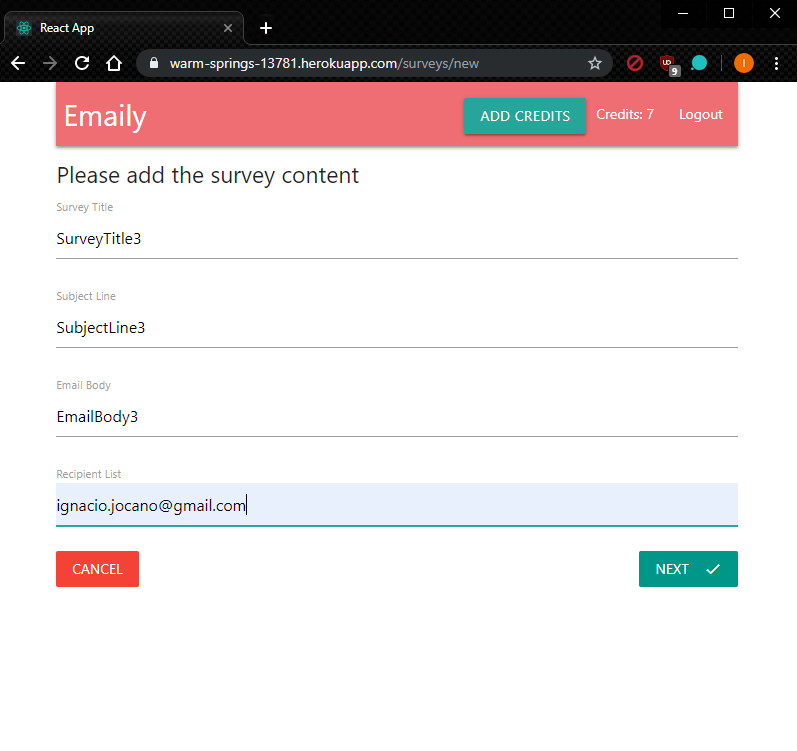 React App
warm-springs-13781.herokuapp.com/surveys/new
UD
9
I
Emaily
ADD CREDITS
Credits: 7
Logout
Please add the survey content
Survey Title
SurveyTitle3
Subject Line
SubjectLine3
Email Body
EmailBody3
Recipient List
ignacio.jocano@gmail.com
CANCEL
NEXT